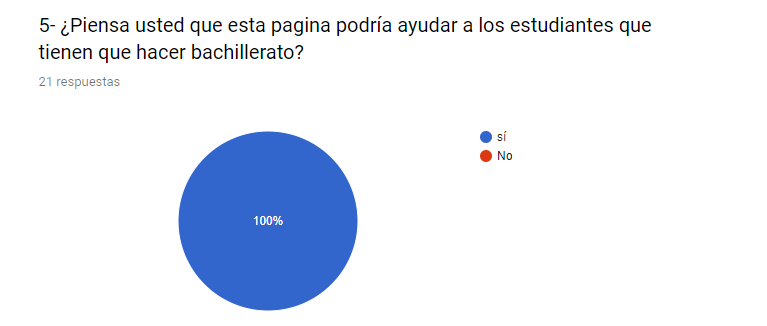 5- ¿Piensa usted que esta pagina podría ayudar a los estudiantes que
tienen que hacer bachillerato?
21 respuestas
sí
No
100%